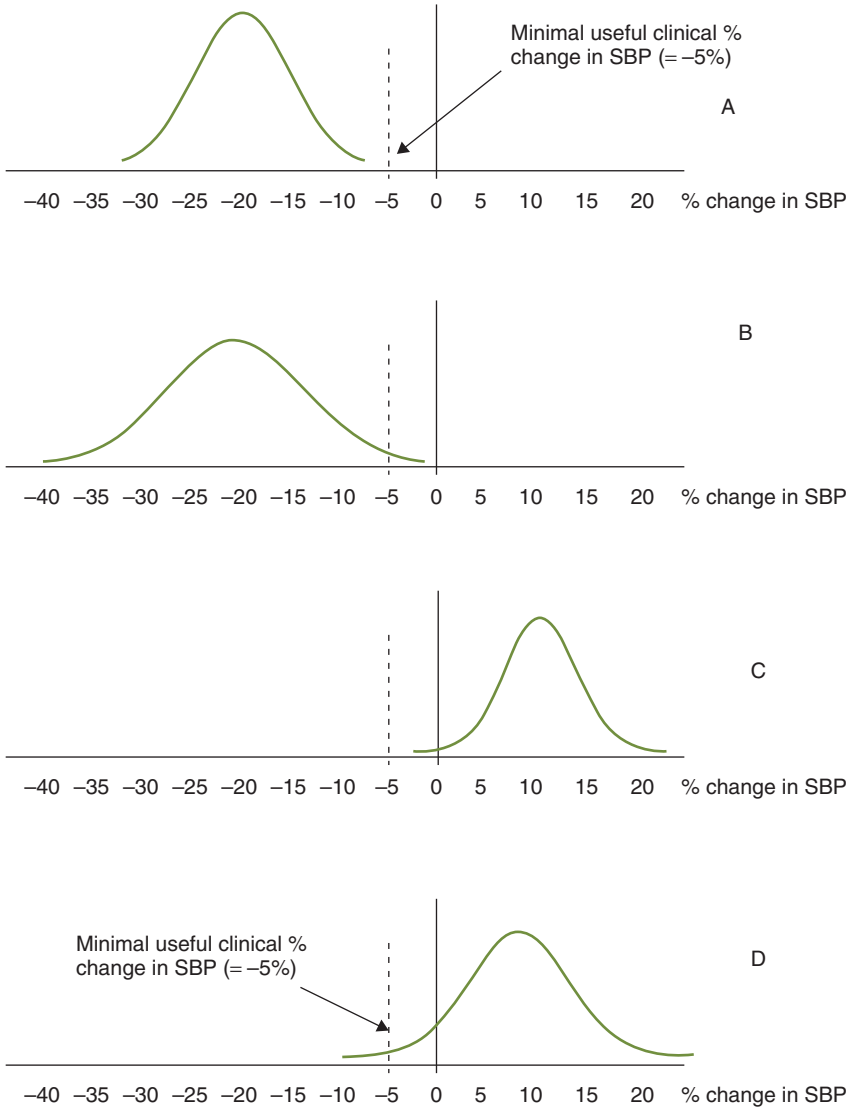 Minimal useful clinical %
change in SBP (= –5%)
A
–40 –35 –30 –25 –20 –15 –10 –5 0 5 10 15 20 % change in SBP
B
–40 –35 –30 –25 –20 –15 –10 –5 0 5 10 15 20 % change in SBP
C
–40 –35 –30 –25 –20 –15 –10 –5 0 5 10 15 20 % change in SBP
Minimal useful clinical %
change in SBP (= –5%)
D
–40 –35 –30 –25 –20 –15 –10 –5 0 5 10 15 20 % change in SBP